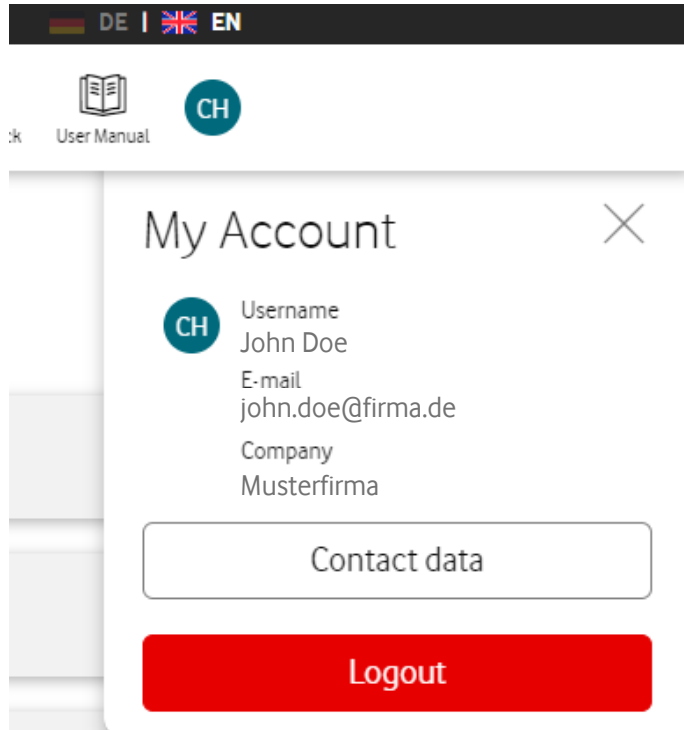 DE | EN
User Manual
CH
My Account
CH
Username
John Doe
E-mail
john.doe@firma.de
Company
Musterfirma
Contact data
Logout